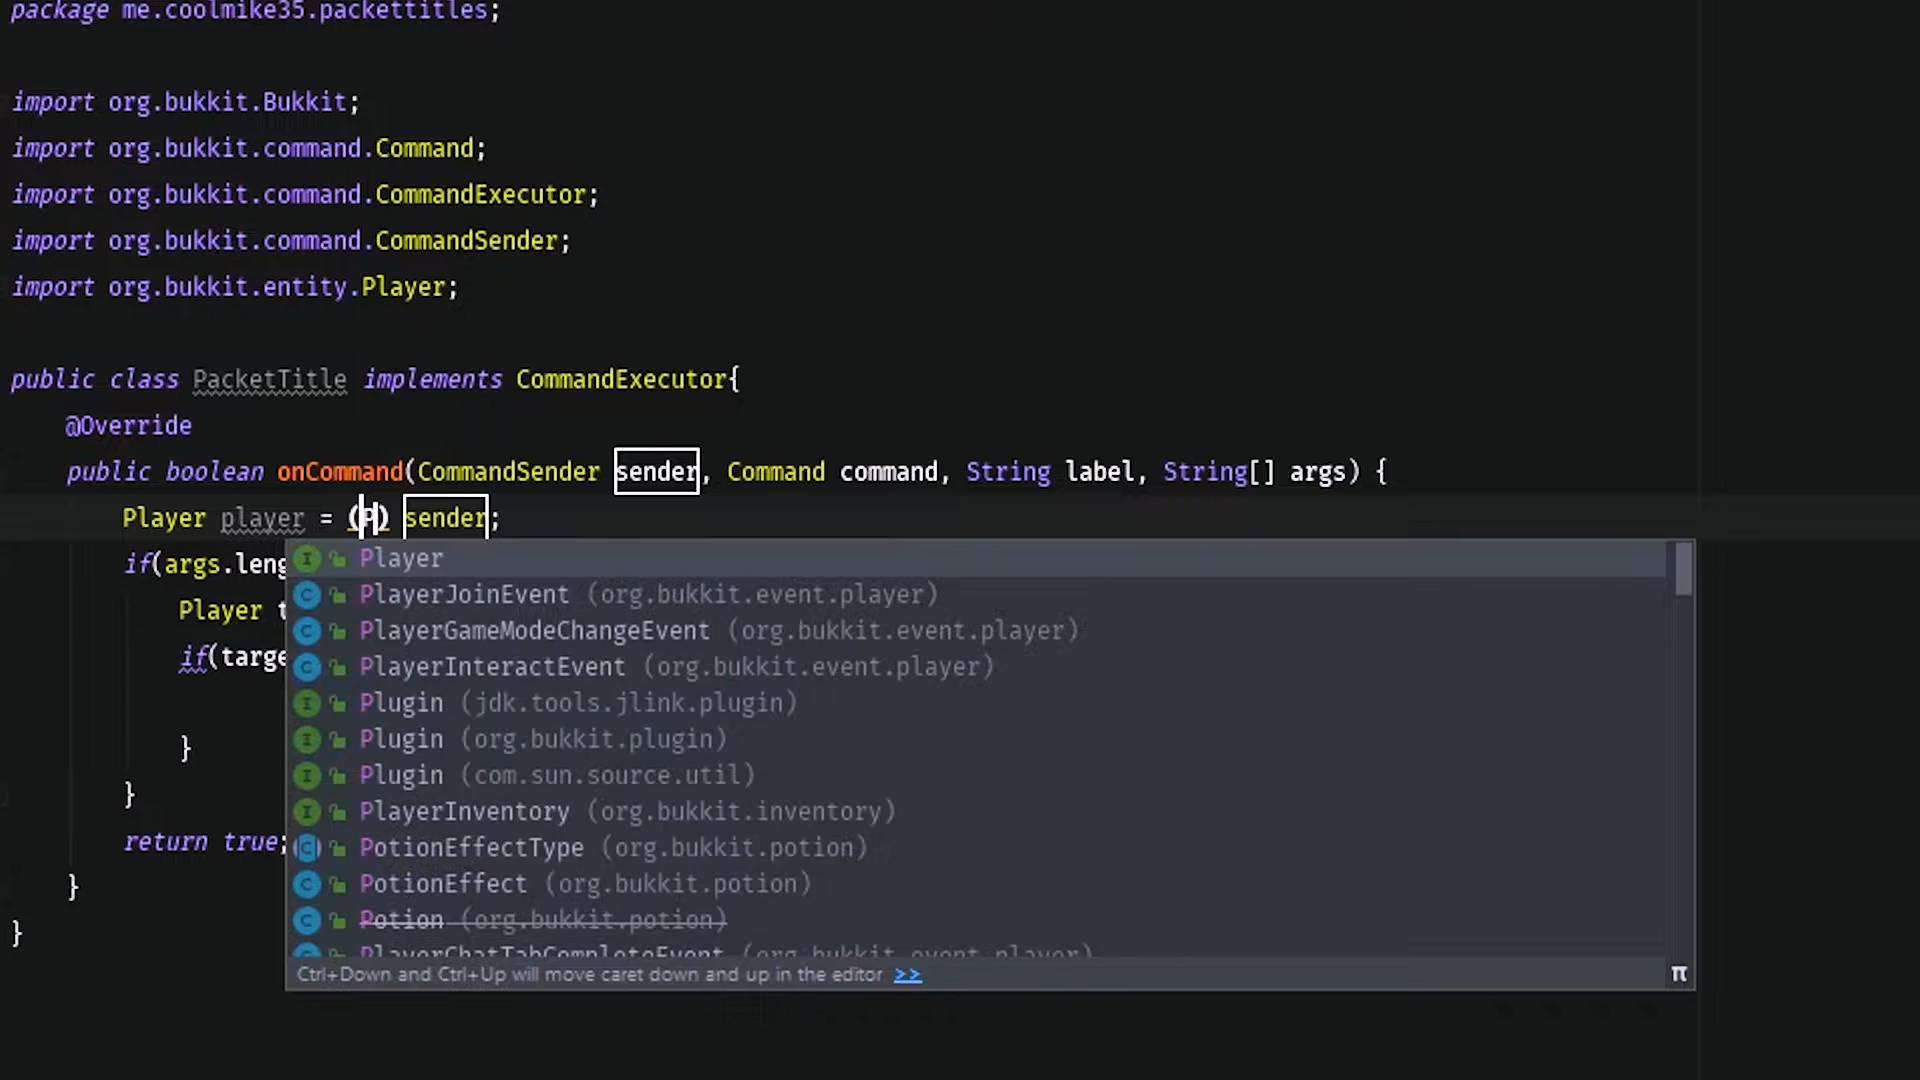 package me.coolmike35.packettitles;
import org.bukkit.Bukkit;
import org.bukkit.command.Command;
import org.bukkit.command.CommandExecutor;
import org.bukkit.command.CommandSender;
import org.bukkit.entity.Player;
public class PacketTitle implements CommandExecutor{
@Override
public boolean onCommand(CommandSender sender, Command command, String label, String[] args) {
Player player = (P) sender;
if(args.leng
Player t
if(targe
}
}
return true;
}
}
Player
PlayerJoinEvent (org.bukkit.event.player)
PlayerGameModeChangeEvent (org.bukkit.event.player)
PlayerInteractEvent (org.bukkit.event.player)
Plugin (jdk.tools.jlink.plugin)
Plugin (org.bukkit.plugin)
Plugin (com.sun.source.util)
PlayerInventory (org.bukkit.inventory)
PotionEffectType (org.bukkit.potion)
PotionEffect (org.bukkit.potion)
Potion (org.bukkit.potion)
PlayerChatTabCompleteEvent (org.bukkit.event.player)
Ctrl+Down and Ctrl+Up will move caret down and up in the editor >> π